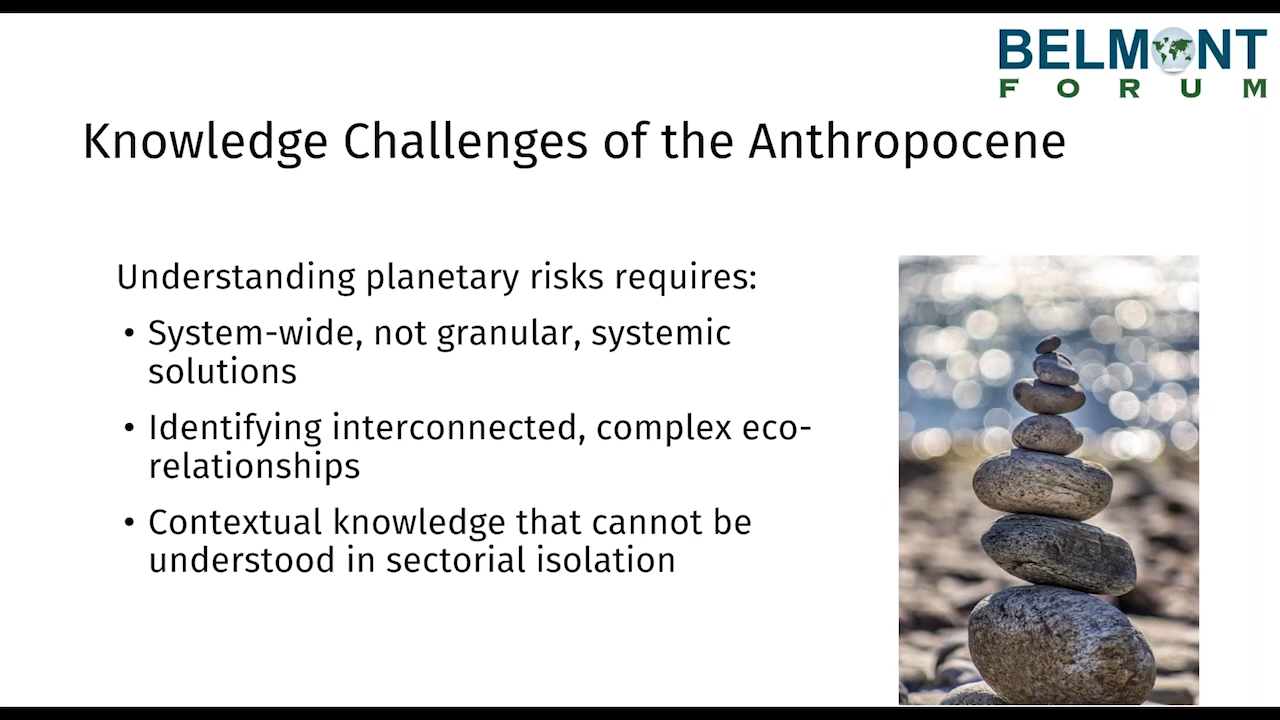 BELMONT
FORUM
Knowledge Challenges of the Anthropocene
Understanding planetary risks requires:
• System-wide, not granular, systemic
solutions
• Identifying interconnected, complex eco-
relationships
• Contextual knowledge that cannot be
understood in sectorial isolation